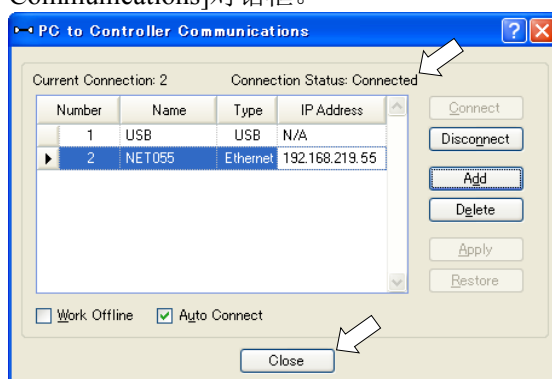 Communications]对话框。
PC to Controller Communications
Current Connection: 2 Connection Status: Connected
Number Name Type IP Address
1 USB USB N/A
2 NET055 Ethernet 192.168.219.55
Connect
Disconnect
Add
Delete
Apply
Restore
Work Offline Auto Connect
Close